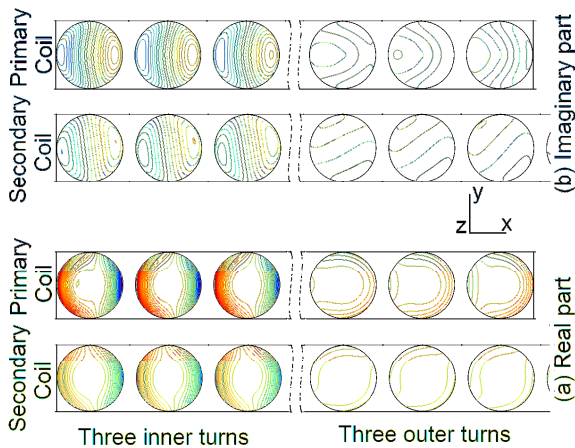 Primary
Coil
Secondary
Coil
(b) Imaginary part
y
z
x
Primary
Coil
Secondary
Coil
(a) Real part
Three inner turns
Three outer turns